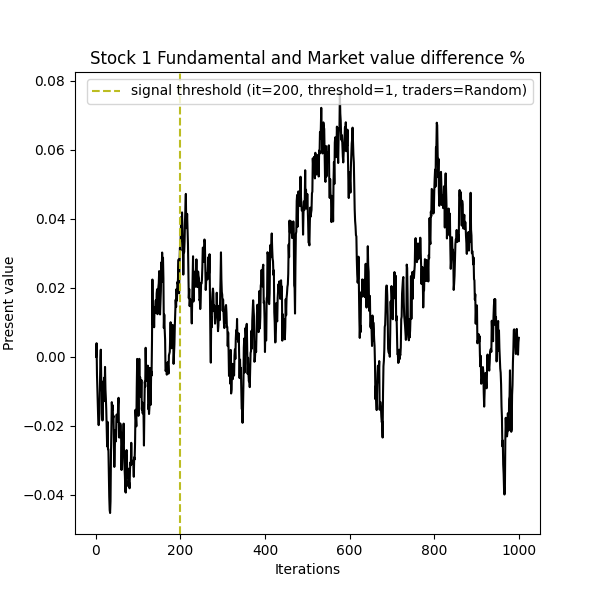 Stock 1 Fundamental and Market value difference %
signal threshold (it=200, threshold=1, traders=Random)
Present value
0.08
0.06
0.04
0.02
0.00
−0.02
−0.04
0 200 400 600 800 1000
Iterations